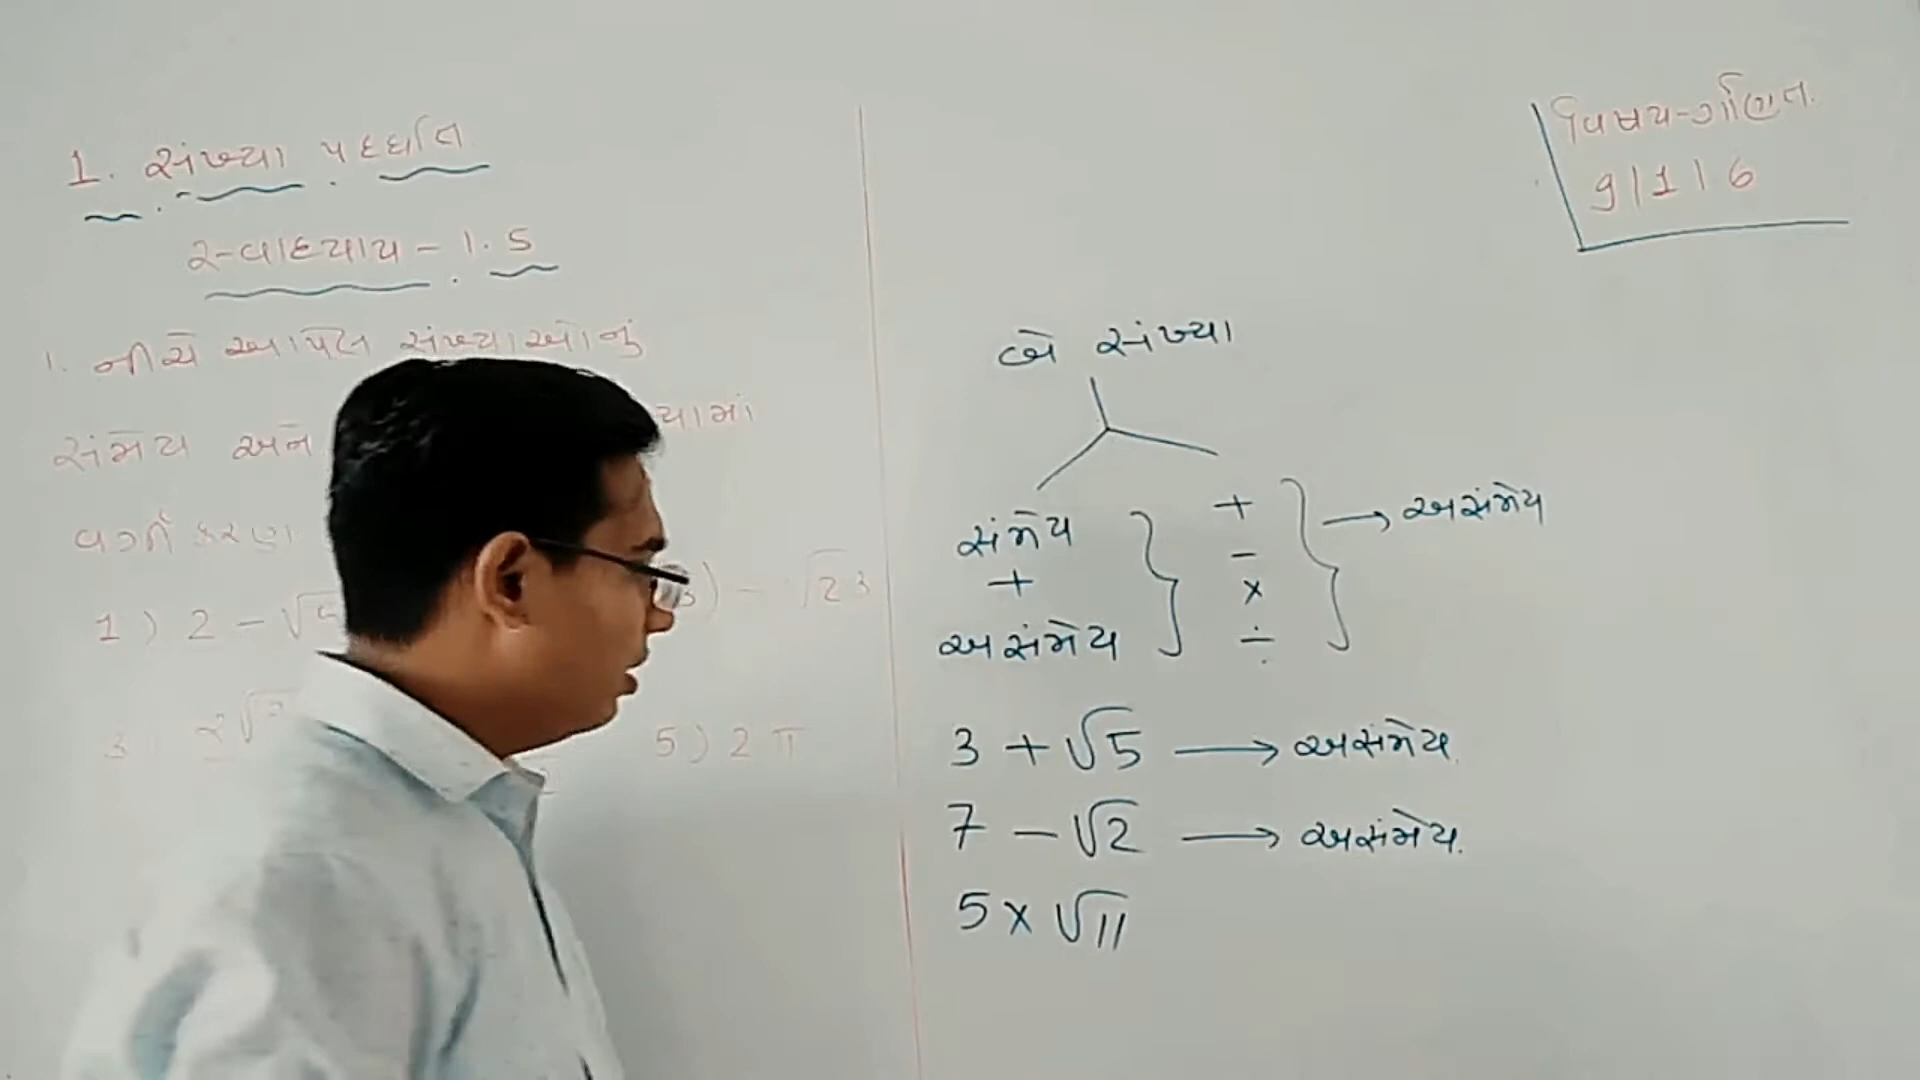 1. સંખ્યા પદ્ધતિ
સ્વાધ્યાય - 1.5
1. નીચે આપેલ સંખ્યાઓનું
સંમેય અને
વર્ગીકરણ
1) 2 - √
) - √23
3
5) 2π
વિષય-ગણિત.
9|1|6
બે સંખ્યા
સંમેય
+
અસંમેય
+
-
×
÷
→ અસંમેય
3 + √5 → અસંમેય.
7 - √2 → અસંમેય.
5 × √11